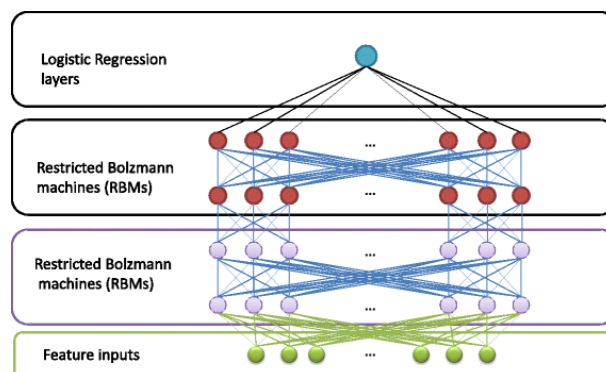 Logistic Regression
layers
...
Restricted Bolzmann
machines (RBMs)
...
...
Restricted Bolzmann
machines (RBMs)
...
Feature inputs
...